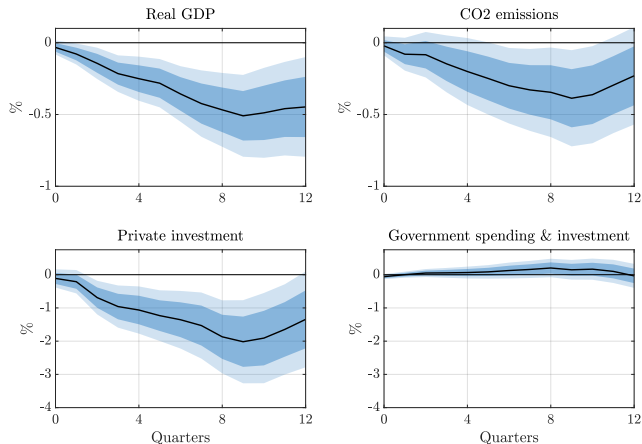 Real GDP
CO2 emissions
0
-0.5
-1
%
0 4 8 12
0
-0.5
-1
%
0 4 8 12
Private investment
Government spending & investment
0
-1
-2
-3
-4
%
0 4 8 12
Quarters
0
-1
-2
-3
-4
%
0 4 8 12
Quarters